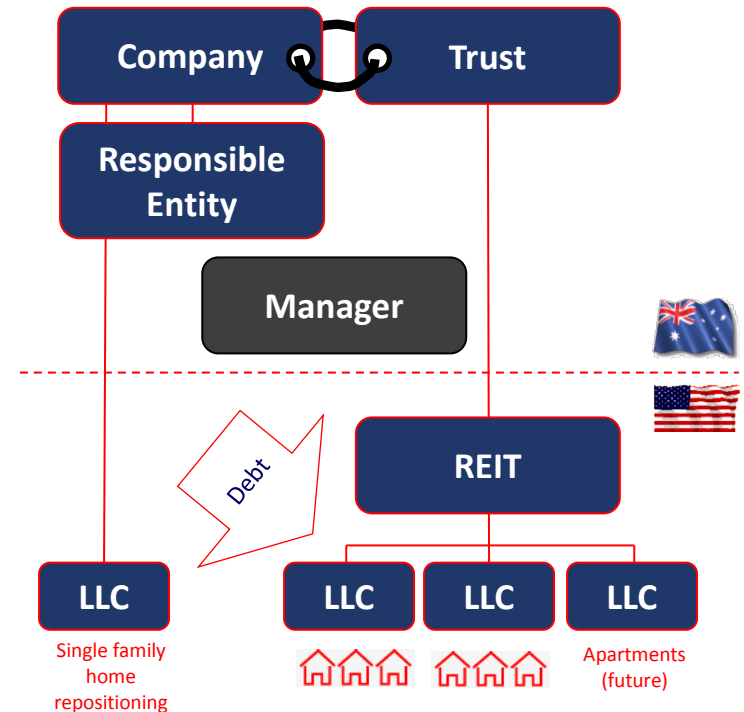 Company
Trust
Responsible
Entity
Manager
Debt
REIT
LLC
LLC
LLC
LLC
Single family
home
repositioning
Apartments
(future)